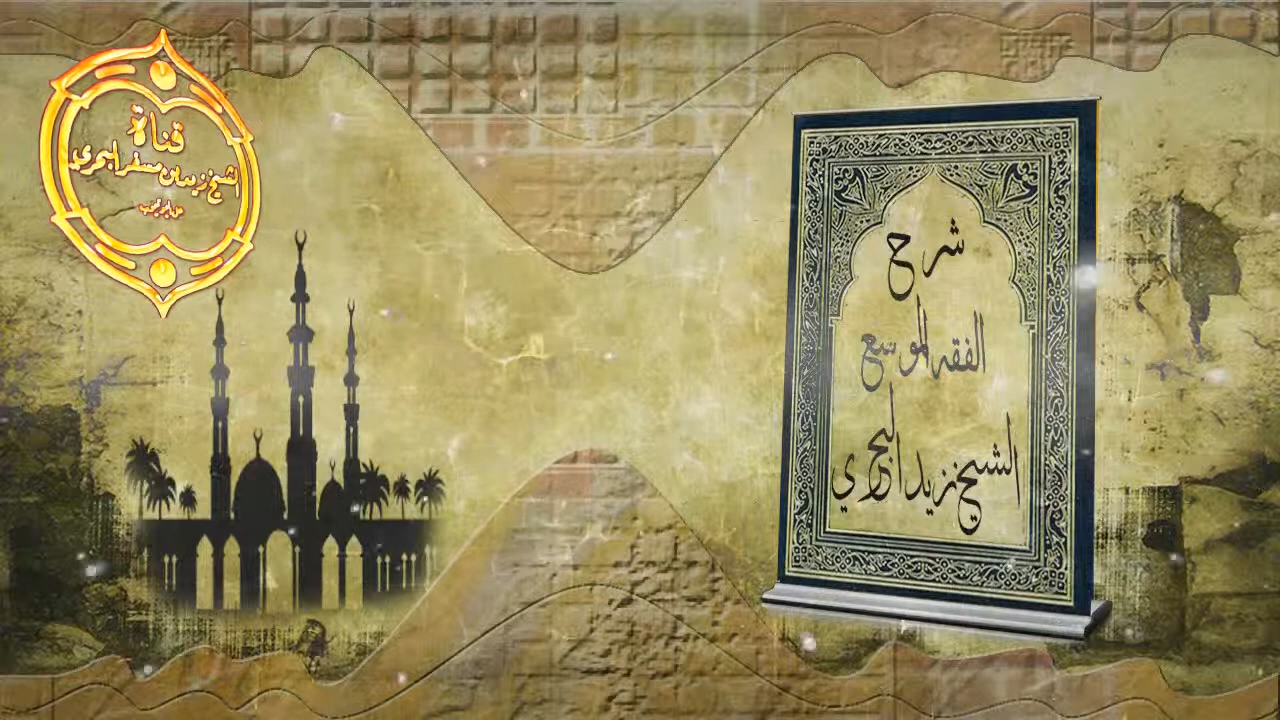 قناة
الشيخ زيد بن مسفر البحري
شرح
الفقه الموسع
الشيخ زيد البحري